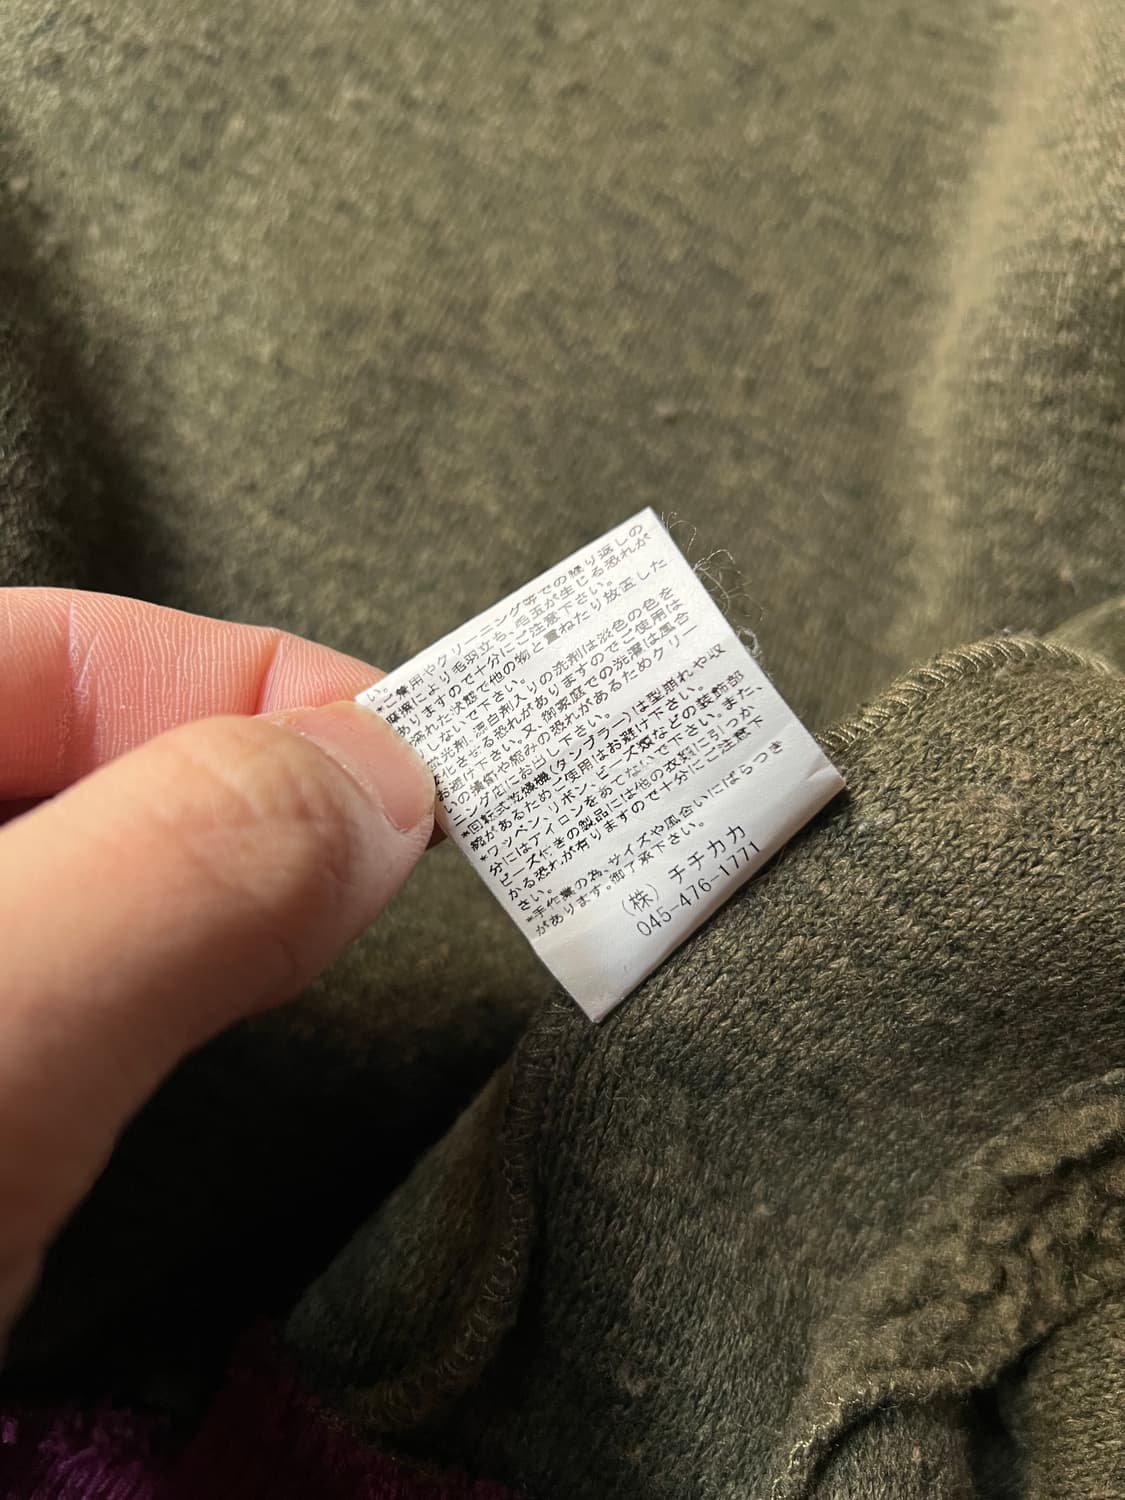 い。
*ご着用やクリーニング等での繰り返しの
摩擦により毛羽立ち、毛玉が生じる恐れが
ありますので十分にご注意下さい。
濡れた状態で他の物と重ねたり放置した
しないで下さい。
蛍光剤、漂白剤入りの洗剤は淡色の色を
変化させる恐れがありますのでご使用は
お避け下さい。又、御家庭での洗濯は風合
いの損傷や縮みの恐れがあるためクリー
ニング店にお出し下さい。
*回転式乾燥機(タンブラー)は型崩れや収
縮があるためご使用はお避け下さい。
*ワッペン、リボン、ビーズ類などの装飾部
分にはアイロンをあてないで下さい。また、
ビーズ付きの製品には他の衣類に引っか
かる恐れが有りますので十分にご注意下
さい。
*手作業の為、サイズや風合いにばらつき
があります。御了承下さい。
(株) チチカカ
045-476-1771